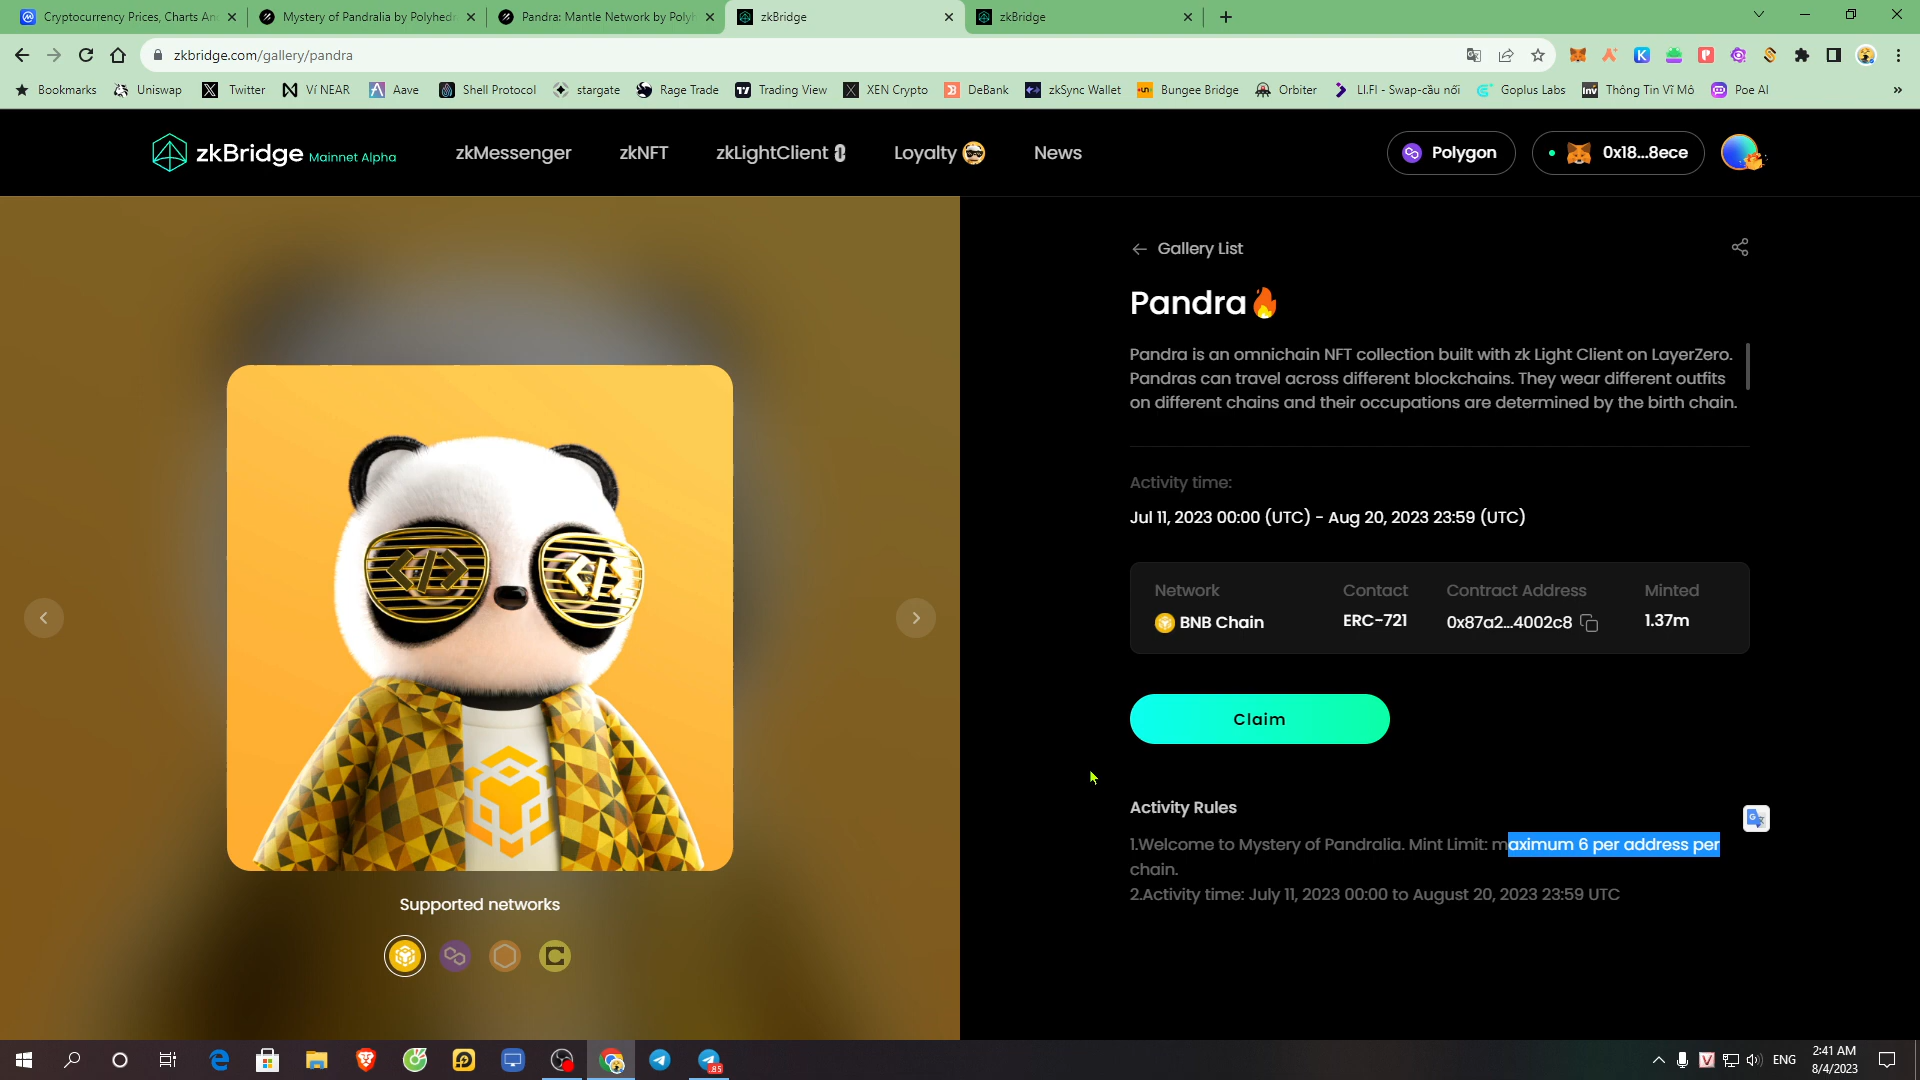 Cryptocurrency Prices, Charts An
Mystery of Pandralia by Polyhed
Pandra: Mantle Network by Polyh
zkBridge
zkBridge
zkbridge.com/gallery/pandra
Bookmarks
Uniswap
Twitter
Ví NEAR
Aave
Shell Protocol
stargate
Rage Trade
Trading View
XEN Crypto
DeBank
zkSync Wallet
Bungee Bridge
Orbiter
LI.FI - Swap-cầu nối
Goplus Labs
Thông Tin Vĩ Mô
Poe AI
»
zkBridge Mainnet Alpha
zkMessenger
zkNFT
zkLightClient
Loyalty
News
Polygon
0x18...8ece
Gallery List
Pandra🔥
Pandra is an omnichain NFT collection built with zk Light Client on LayerZero.
Pandras can travel across different blockchains. They wear different outfits
on different chains and their occupations are determined by the birth chain.
Activity time:
Jul 11, 2023 00:00 (UTC) - Aug 20, 2023 23:59 (UTC)
Network
Contact
Contract Address
Minted
BNB Chain
ERC-721
0x87a2...4002c8
1.37m
Claim
Activity Rules
1.Welcome to Mystery of Pandralia. Mint Limit: maximum 6 per address per
chain.
2.Activity time: July 11, 2023 00:00 to August 20, 2023 23:59 UTC
Supported networks
ENG
2:41 AM
8/4/2023